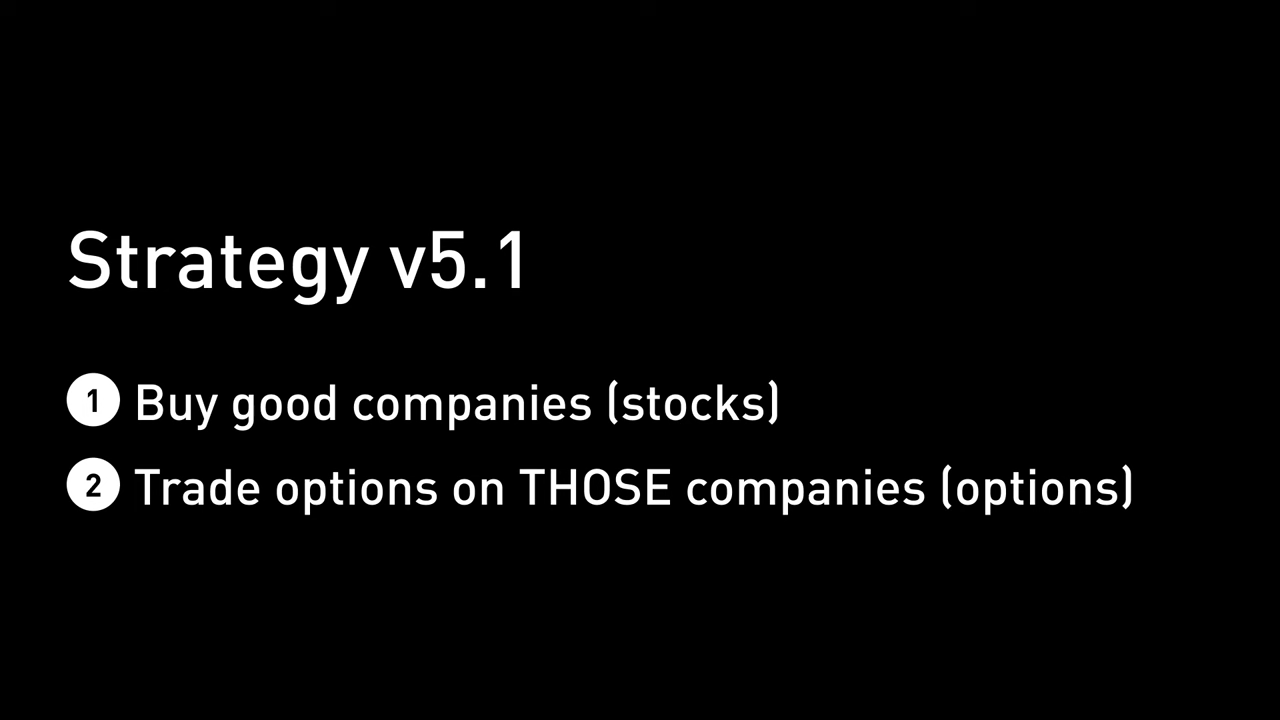 Strategy v5.1
1 Buy good companies (stocks)
2 Trade options on THOSE companies (options)